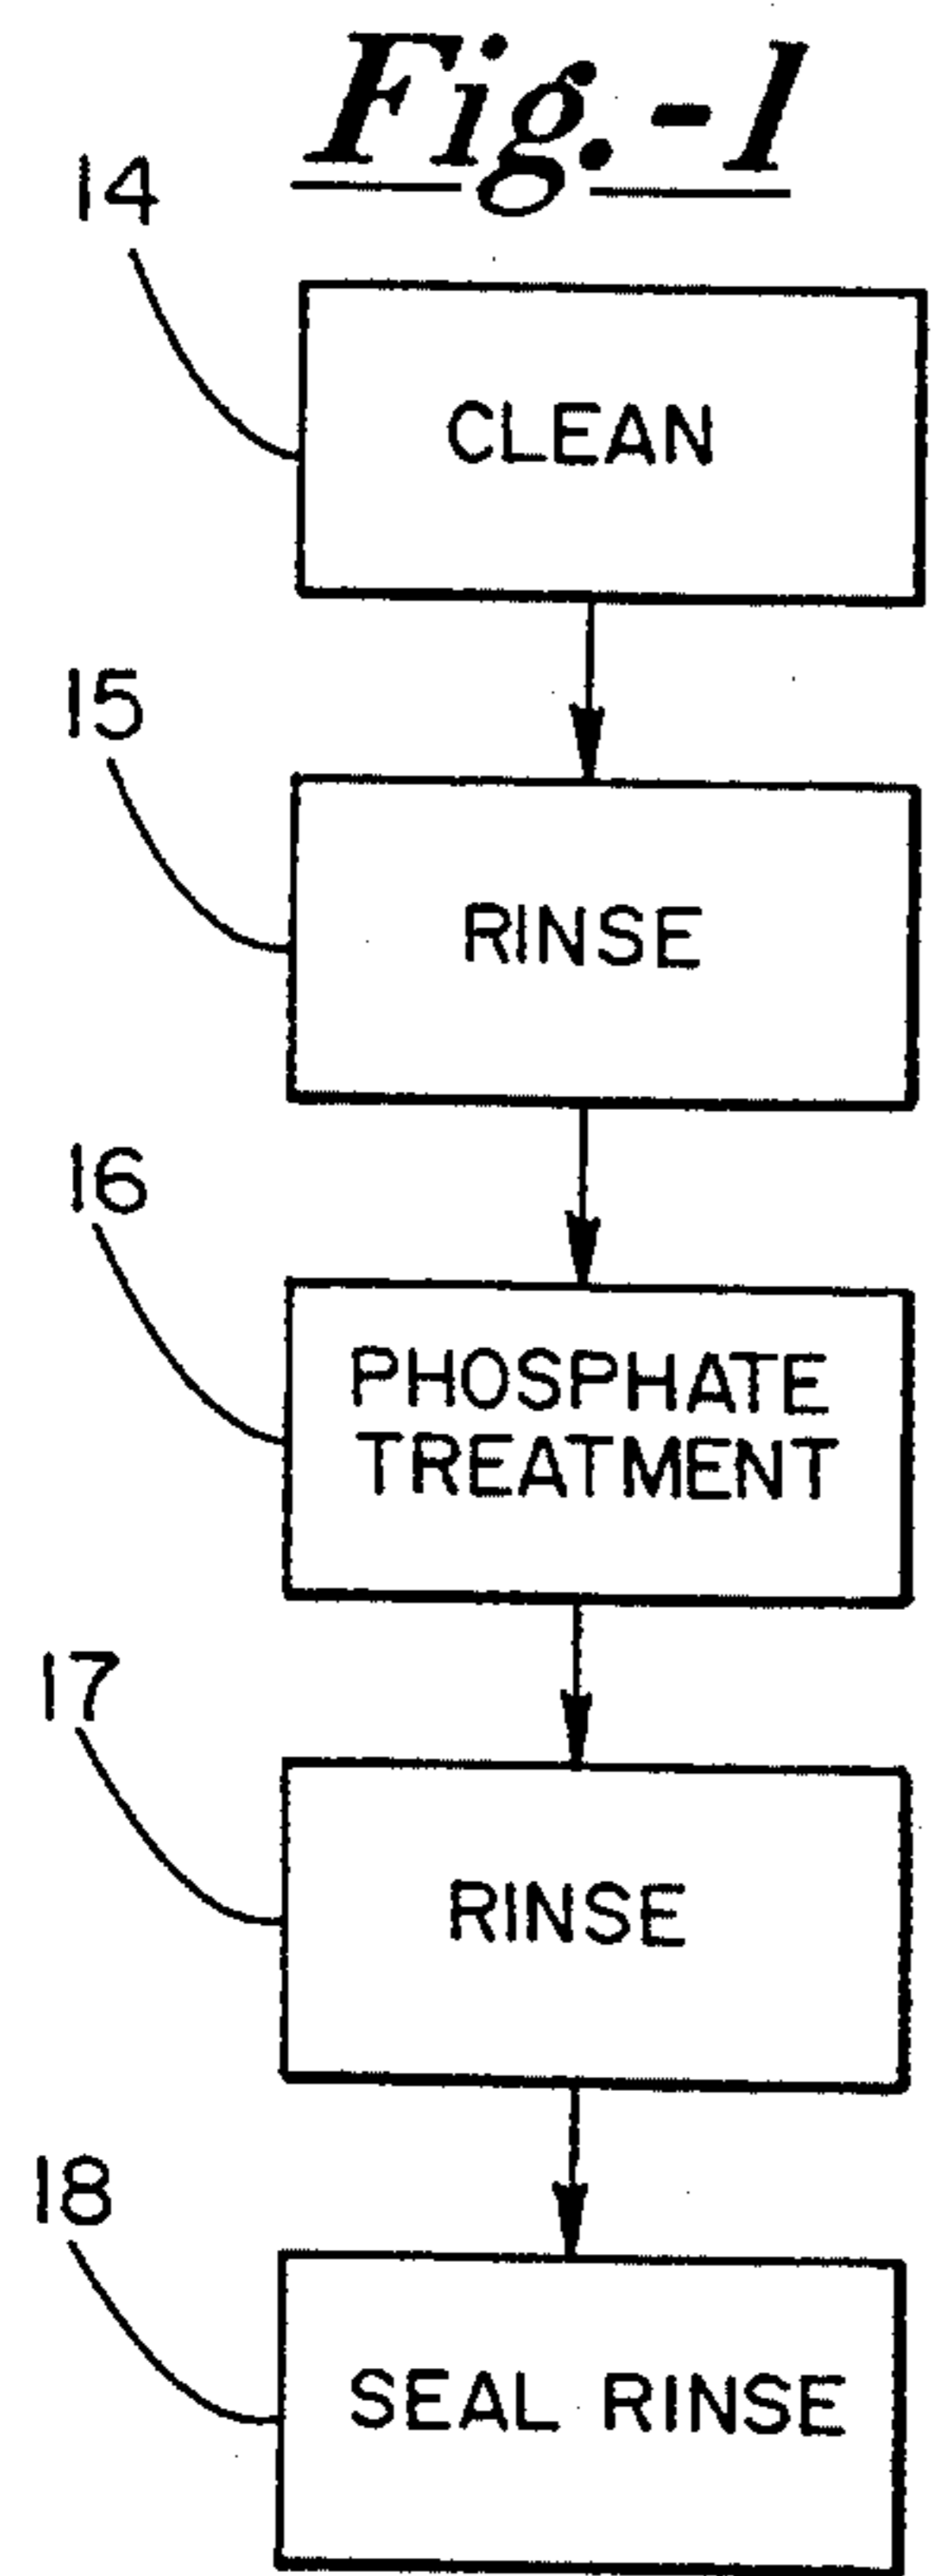 Fig.-1
14
CLEAN
15
RINSE
16
PHOSPHATE
TREATMENT
17
RINSE
18
SEAL RINSE